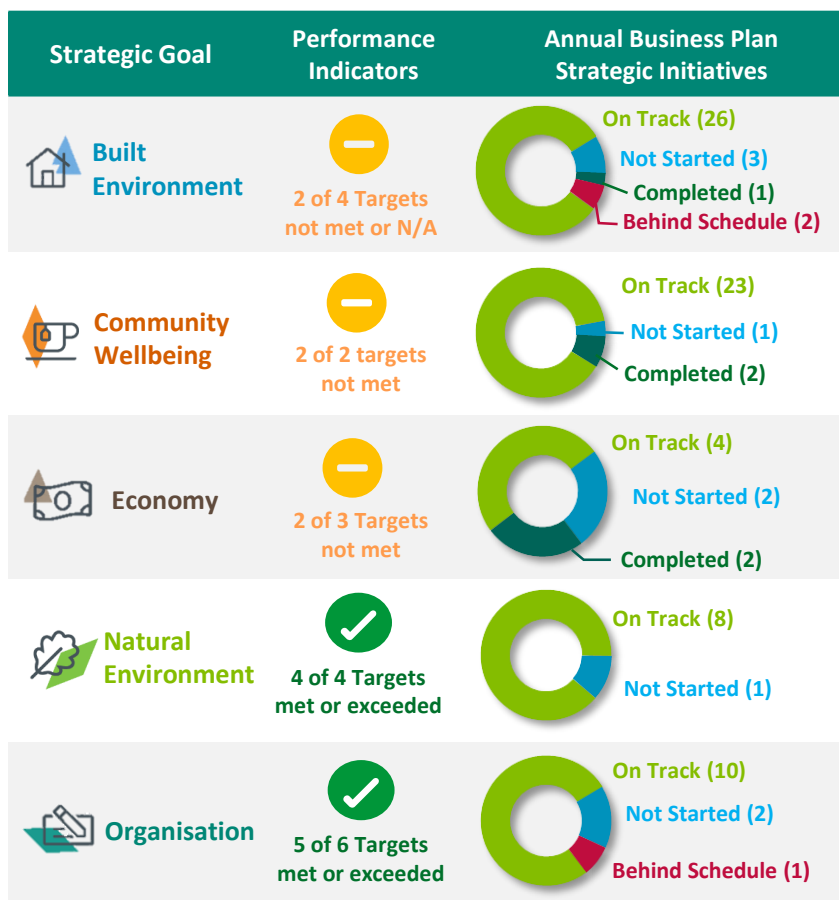 Strategic Goal
Performance
Indicators
Annual Business Plan
Strategic Initiatives
Built
Environment
2 of 4 Targets
not met or N/A
On Track (26)
Not Started (3)
Completed (1)
Behind Schedule (2)
Community
Wellbeing
2 of 2 targets
not met
On Track (23)
Not Started (1)
Completed (2)
Economy
2 of 3 Targets
not met
On Track (4)
Not Started (2)
Completed (2)
Natural
Environment
4 of 4 Targets
met or exceeded
On Track (8)
Not Started (1)
Organisation
5 of 6 Targets
met or exceeded
On Track (10)
Not Started (2)
Behind Schedule (1)